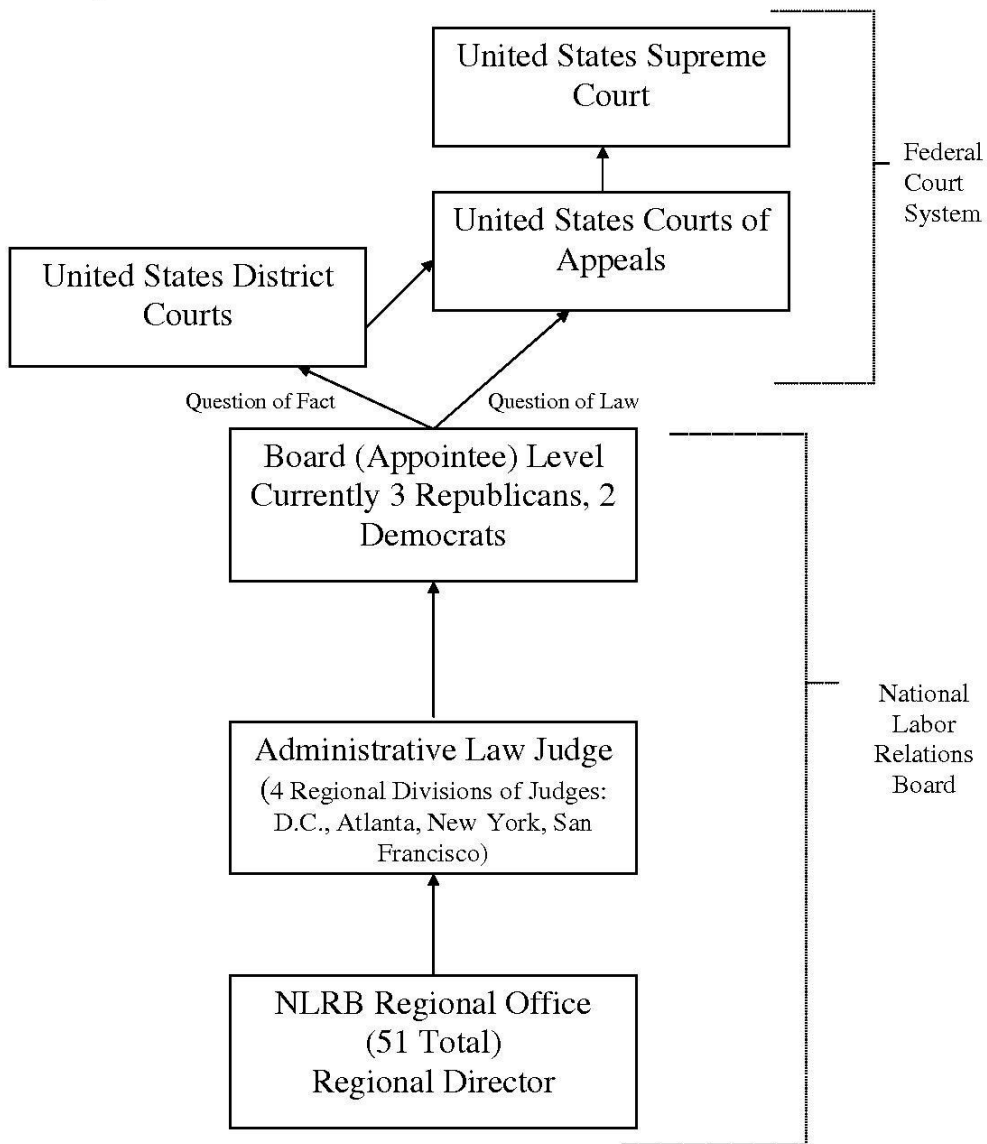 United States Supreme
Court
Federal
Court
System
United States Courts of
Appeals
United States District
Courts
Question of Fact
Question of Law
Board (Appointee) Level
Currently 3 Republicans, 2
Democrats
National
Labor
Relations
Board
Administrative Law Judge
(4 Regional Divisions of Judges:
D.C., Atlanta, New York, San
Francisco)
NLRB Regional Office
(51 Total)
Regional Director